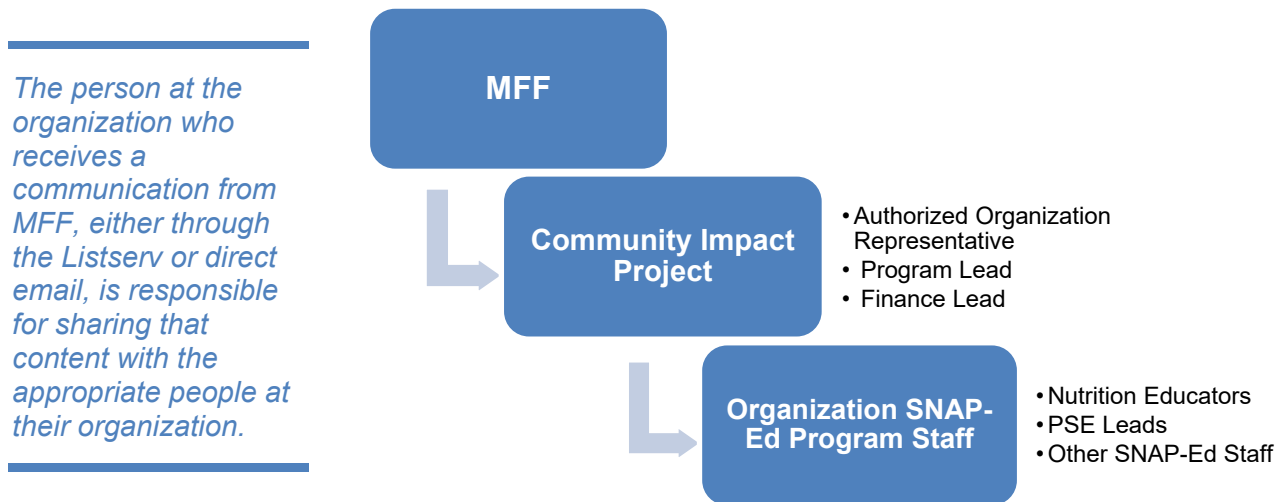 The person at the
organization who
receives a
communication from
MFF, either through
the Listserv or direct
email, is responsible
for sharing that
content with the
appropriate people at
their organization.
MFF
Community Impact
Project
• Authorized Organization
Representative
• Program Lead
• Finance Lead
Organization SNAP-
Ed Program Staff
• Nutrition Educators
• PSE Leads
• Other SNAP-Ed Staff